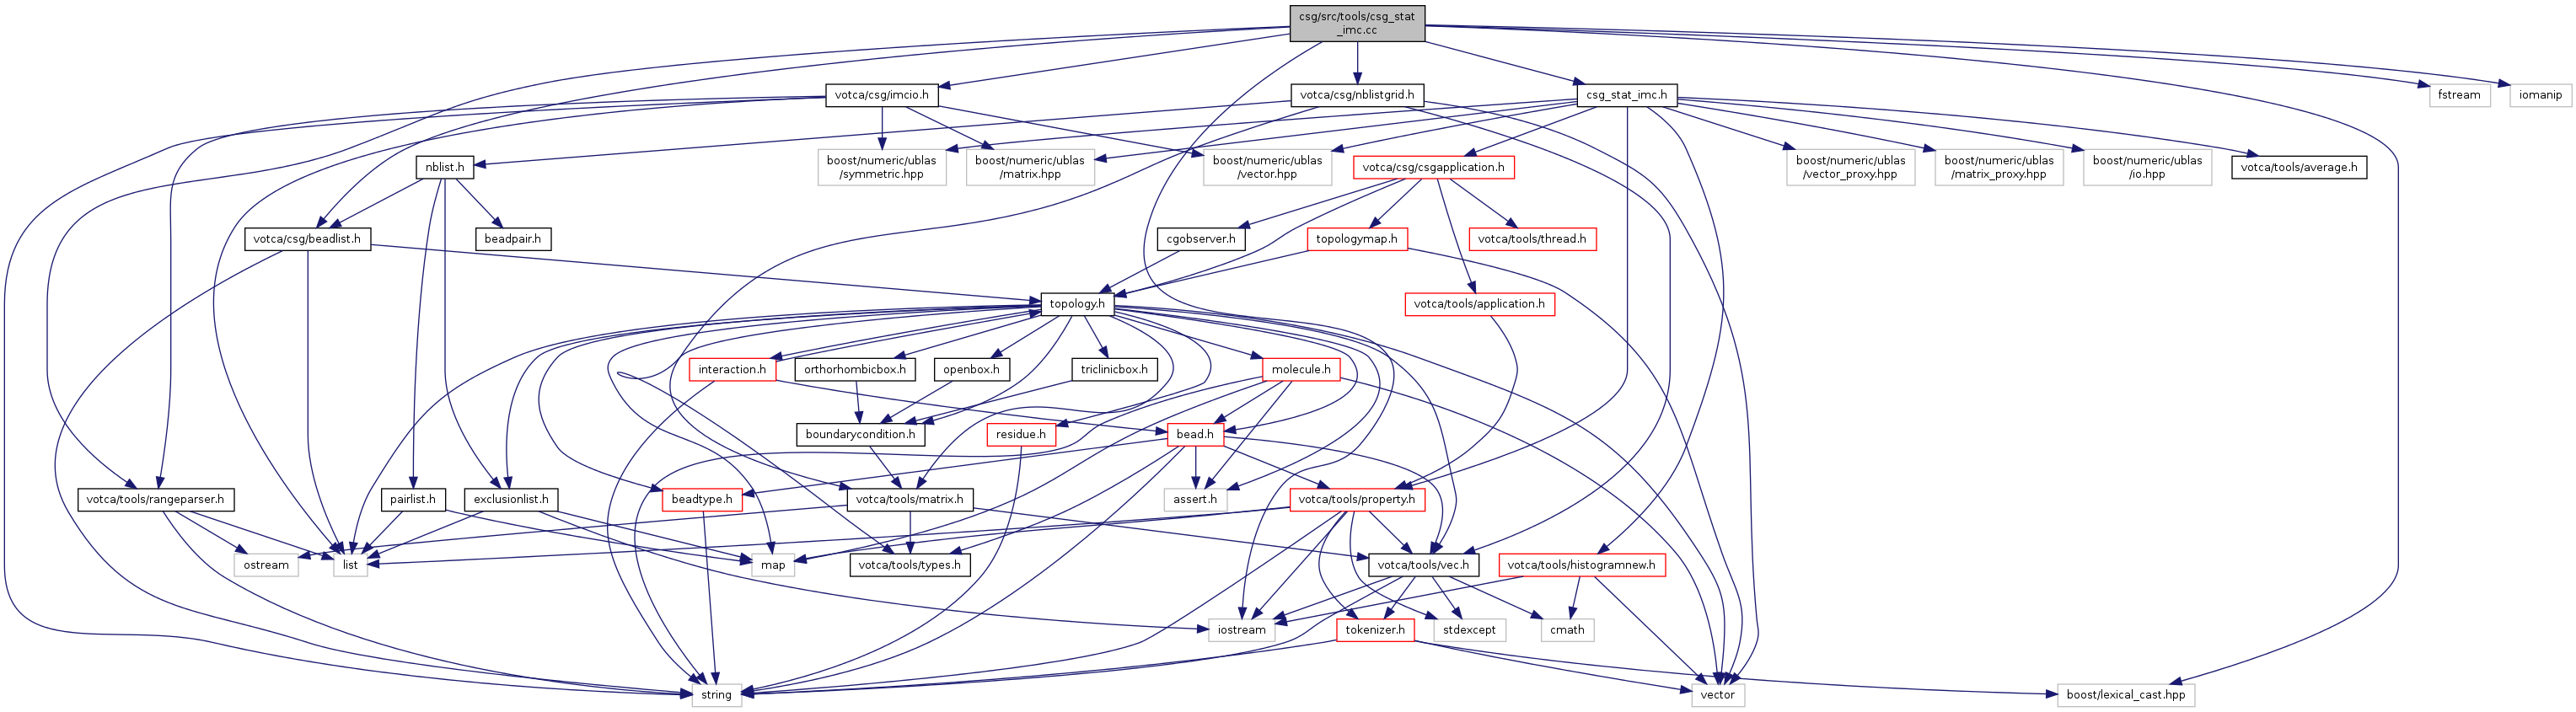 csg/src/tools/csg_stat
_imc.cc
votca/csg/imcio.h
votca/csg/nblistgrid.h
csg_stat_imc.h
fstream
iomanip
nblist.h
boost/numeric/ublas
/symmetric.hpp
boost/numeric/ublas
/matrix.hpp
boost/numeric/ublas
/vector.hpp
votca/csg/csgapplication.h
boost/numeric/ublas
/vector_proxy.hpp
boost/numeric/ublas
/matrix_proxy.hpp
boost/numeric/ublas
/io.hpp
votca/tools/average.h
votca/csg/beadlist.h
beadpair.h
cgobserver.h
topologymap.h
votca/tools/thread.h
topology.h
votca/tools/application.h
interaction.h
orthorhombicbox.h
openbox.h
triclinicbox.h
molecule.h
boundarycondition.h
residue.h
bead.h
votca/tools/rangeparser.h
pairlist.h
exclusionlist.h
beadtype.h
votca/tools/matrix.h
assert.h
votca/tools/property.h
ostream
list
map
votca/tools/types.h
votca/tools/vec.h
votca/tools/histogramnew.h
iostream
tokenizer.h
stdexcept
cmath
string
vector
boost/lexical_cast.hpp